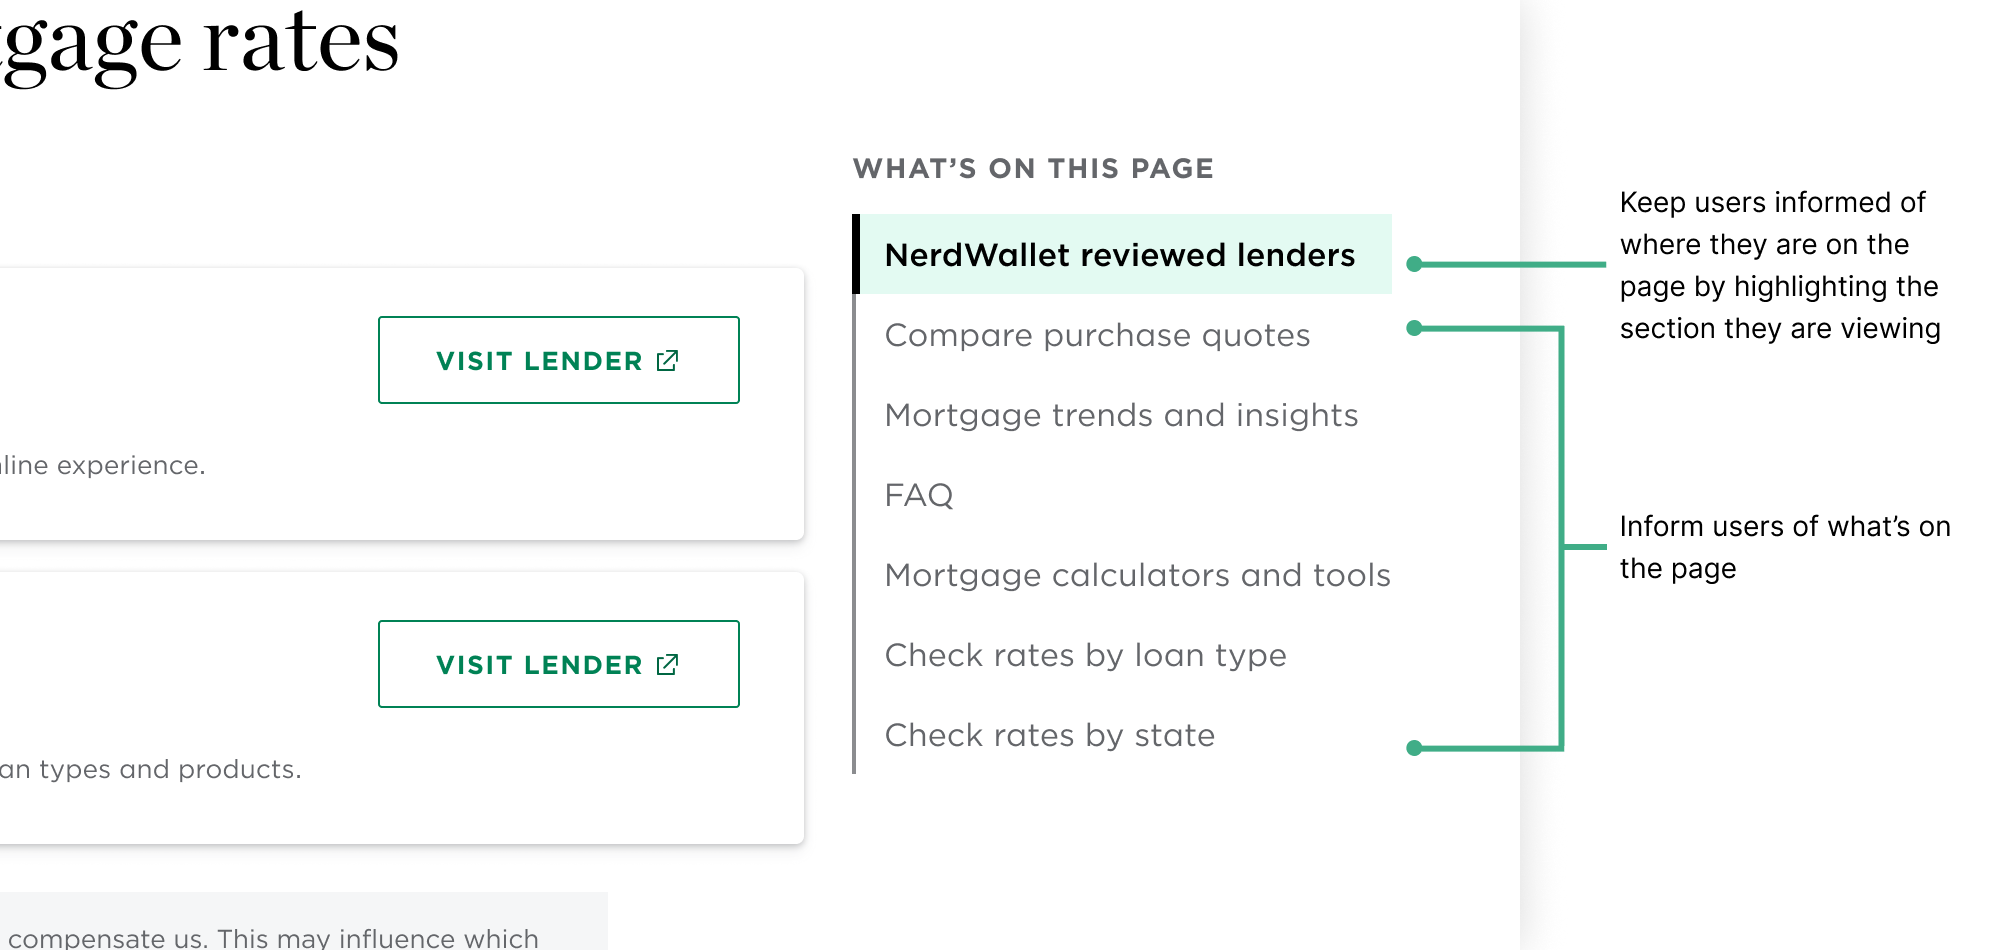 rates
WHAT'S ON THIS PAGE
NerdWallet reviewed lenders
Compare purchase quotes
Mortgage trends and insights
FAQ
Mortgage calculators and tools
Check rates by loan type
Check rates by state
VISIT LENDER
experience.
VISIT LENDER
types and products.
compensate us. This may influence which
Keep users informed of
where they are on the
page by highlighting the
section they are viewing
Inform users of what's on
the page